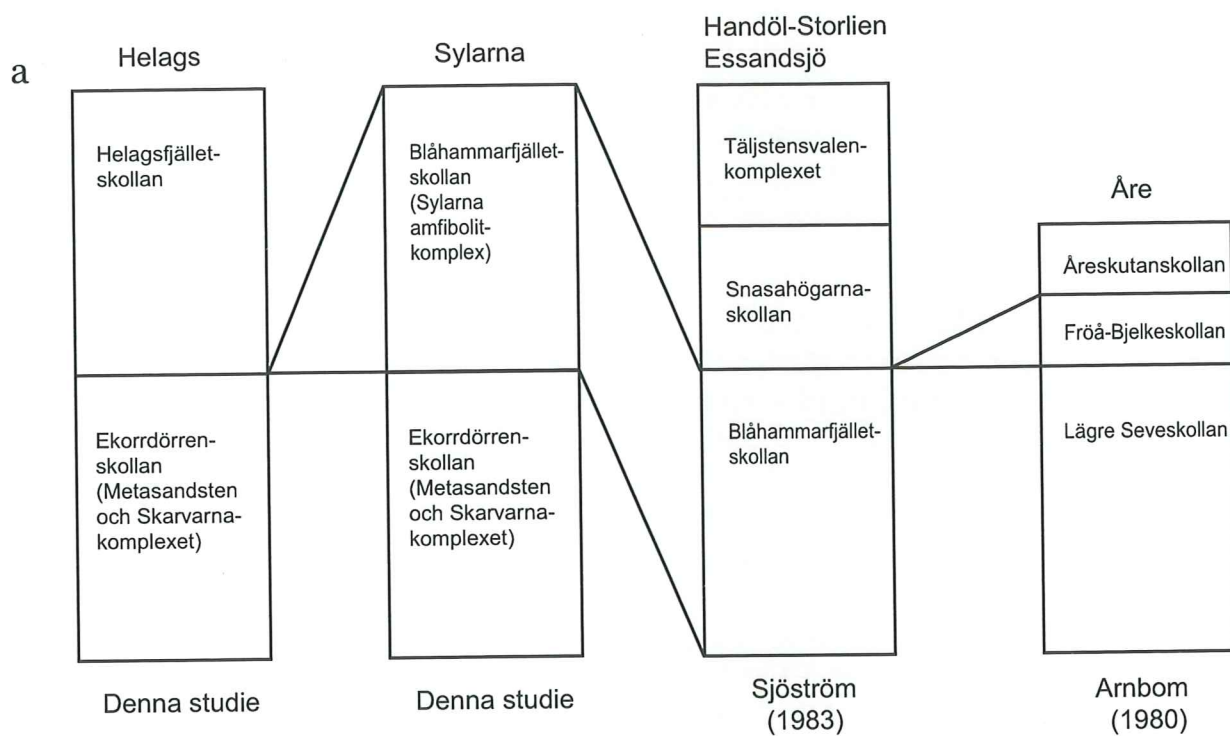 a
Helags
Helagsfjället-
skollan
Ekorrdörren-
skollan
(Metasandsten
och Skarvarna-
komplexet)
Denna studie
Sylarna
Blåhammarfjället-
skollan
(Sylarna
amfibolit-
komplex)
Ekorrdörren-
skollan
(Metasandsten
och Skarvarna-
komplexet)
Denna studie
Handöl-Storlien
Essandsjö
Täljstensvalen-
komplexet
Snasahögarna-
skollan
Blåhammarfjället-
skollan
Sjöström
(1983)
Åre
Åreskutanskollan
Fröå-Bjelkeskollan
Lägre Seveskollan
Arnbom
(1980)